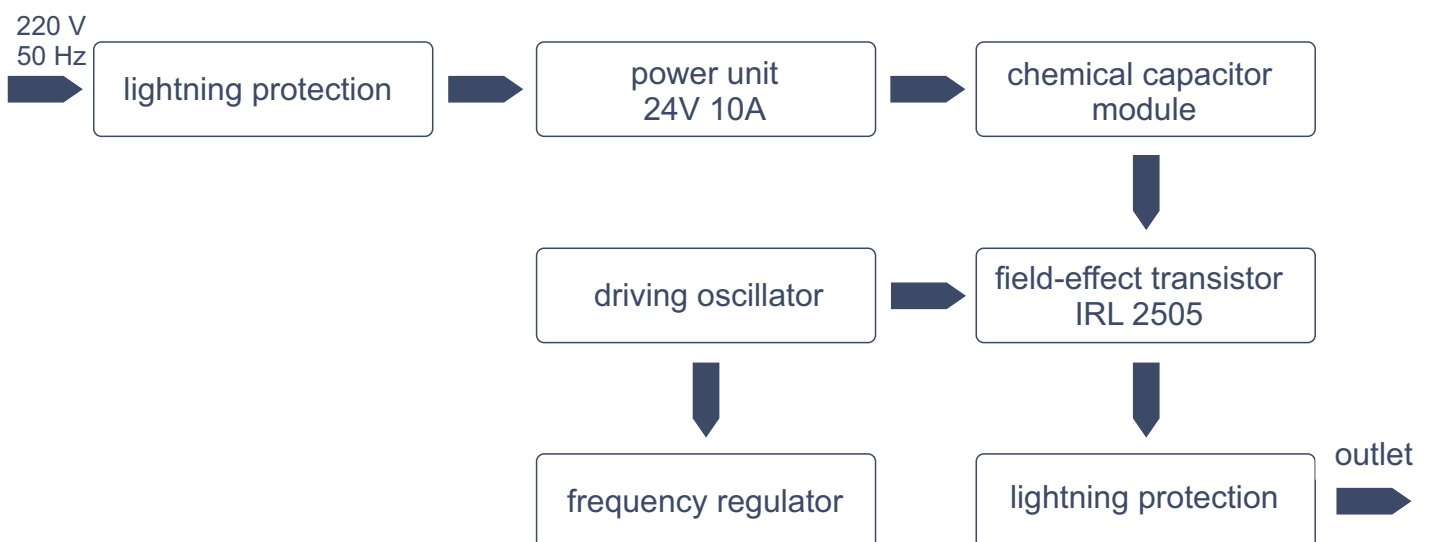 220 V
50 Hz
lightning protection
power unit
24V 10A
chemical capacitor
module
driving oscillator
field-effect transistor
IRL 2505
frequency regulator
lightning protection
outlet